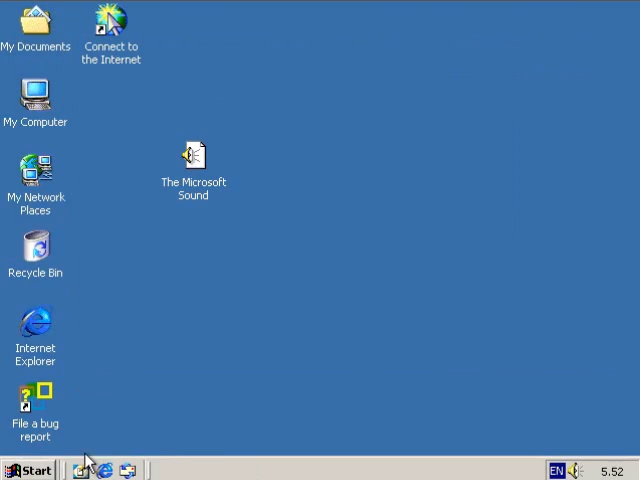 My Documents
Connect to
the Internet
My Computer
The Microsoft
Sound
My Network
Places
Recycle Bin
Internet
Explorer
File a bug
report
Start
EN
5.52